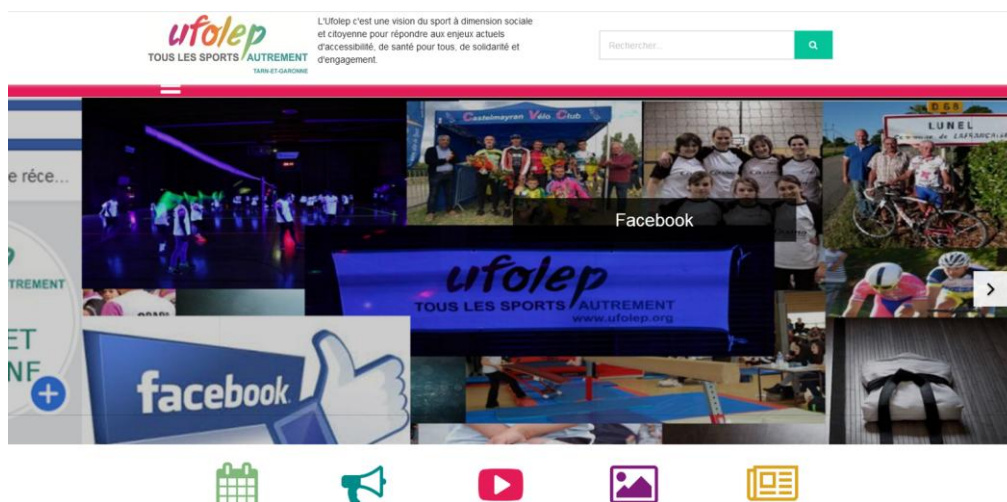 ufolep
TOUS LES SPORTS AUTREMENT
TARN-ET-GARONNE
L'Ufolep c'est une vision du sport à dimension sociale
et citoyenne pour répondre aux enjeux actuels
d'accessibilité, de santé pour tous, de solidarité et
d'engagement.
Rechercher...
e réce...
TREMENT
ET
NE
Castelmayran Vélo Club
D 68
LUNEL
Facebook
ufolep
TOUS LES SPORTS AUTREMENT
www.ufolep.org
facebook